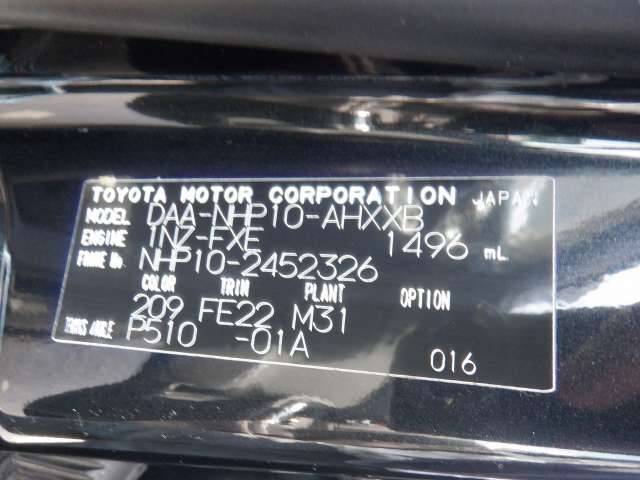 TOYOTA MOTOR CORPORATION JAPAN
MODEL DAA-NHP10-AHXXB
ENGINE 1NZ-FXE 1496 mL
FRAME No. NHP10-2452326
COLOR TRIM PLANT OPTION
209 FE22 M31
TRANS/AXLE P510 -01A
016